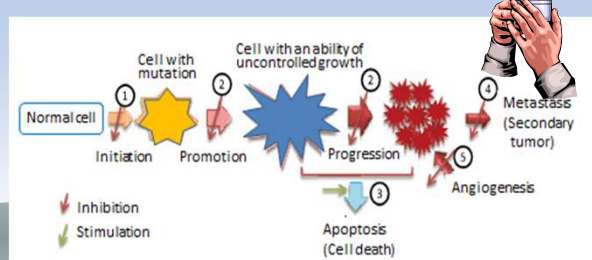 Cell with
mutation
Cell with an ability of
uncontrolled growth
1
2
2
4
Normal cell
Metastasis
(Secondary
tumor)
Initiation
Promotion
Progression
5
Angiogenesis
3
Inhibition
Stimulation
Apoptosis
(Cell death)